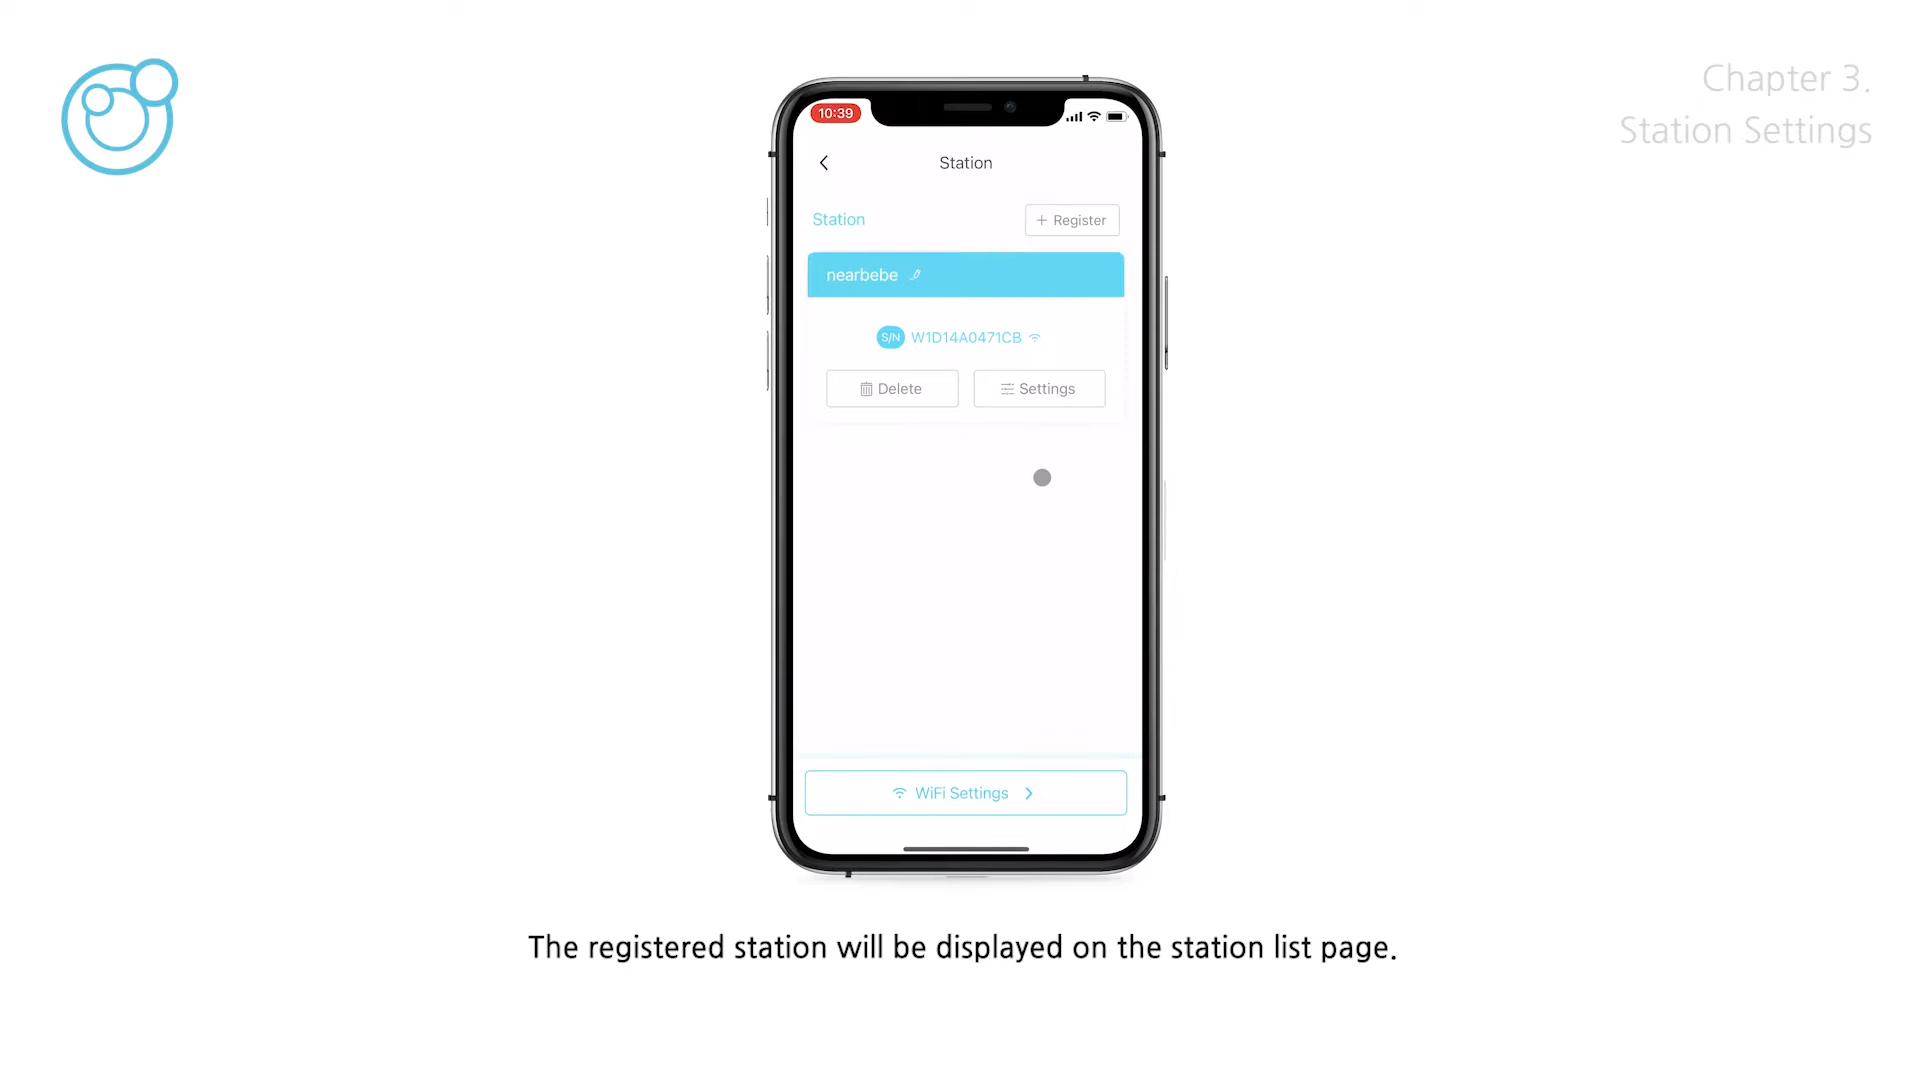 Chapter 3.
Station Settings
10:39
Station
Station
+ Register
nearbebe
S/N W1D14A0471CB
Delete
Settings
WiFi Settings >
The registered station will be displayed on the station list page.